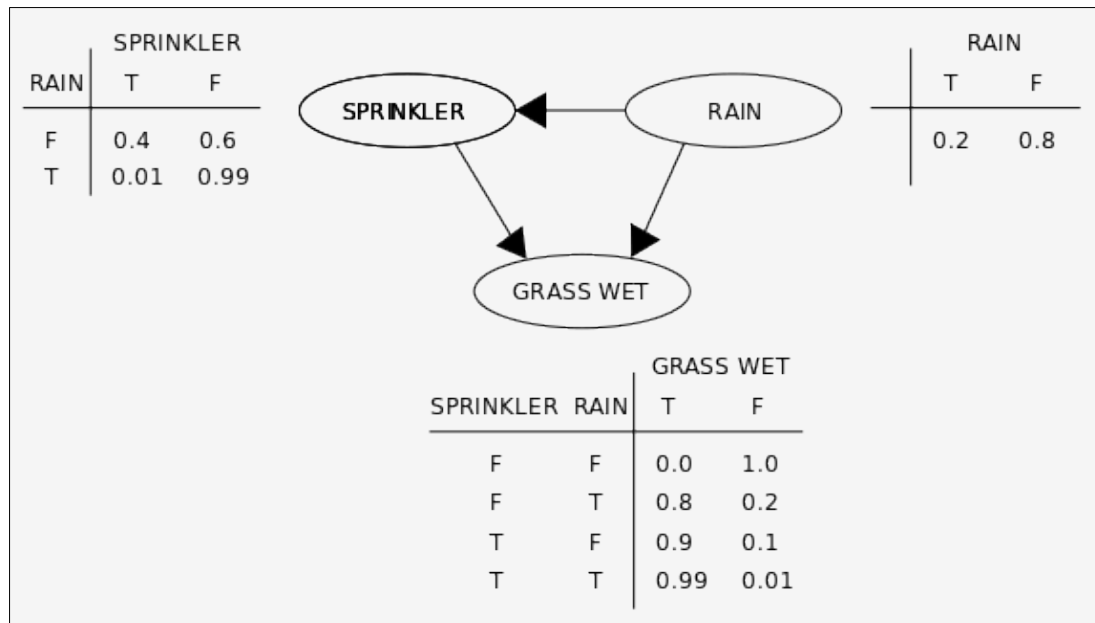 SPRINKLER
RAIN T F
F 0.4 0.6
T 0.01 0.99
SPRINKLER
RAIN
RAIN
T F
0.2 0.8
GRASS WET
GRASS WET
SPRINKLER RAIN T F
F F 0.0 1.0
F T 0.8 0.2
T F 0.9 0.1
T T 0.99 0.01